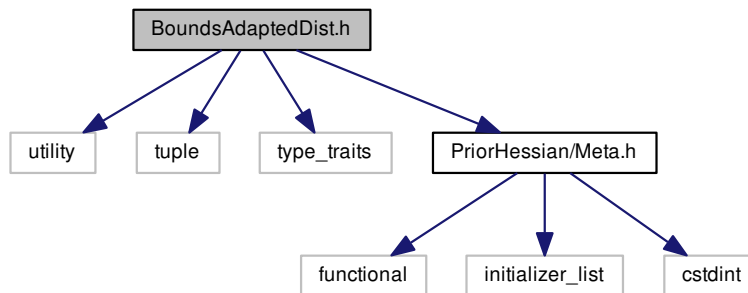 BoundsAdaptedDist.h
utility
tuple
type_traits
PriorHessian/Meta.h
functional
initializer_list
cstdint